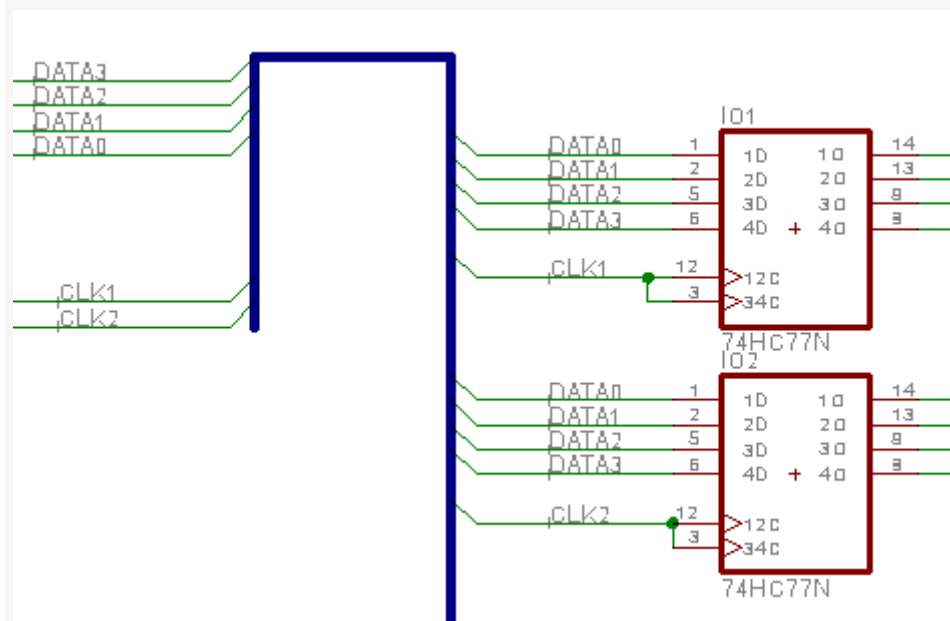 DATA3
DATA2
DATA1
DATA0
CLK1
CLK2
IO1
DATA0 1 1D 1Q 14
DATA1 2 2D 2Q 13
DATA2 5 3D 3Q 9
DATA3 6 4D 4Q 8
CLK1 12 12C
3 34C
74HC77N
IO2
DATA0 1 1D 1Q 14
DATA1 2 2D 2Q 13
DATA2 5 3D 3Q 9
DATA3 6 4D 4Q 8
CLK2 12 12C
3 34C
74HC77N